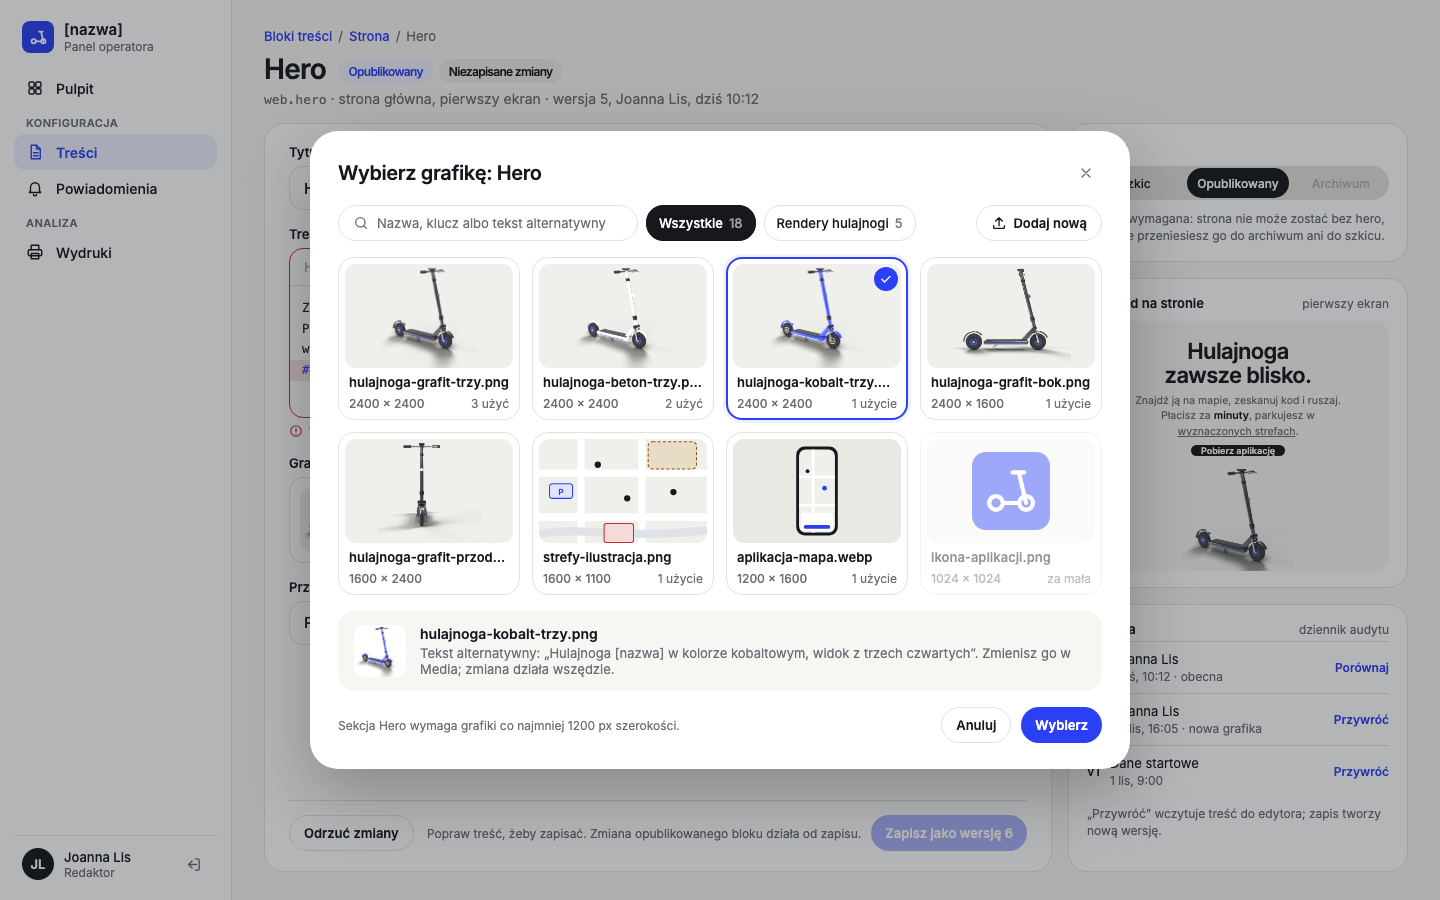 [nazwa]
Panel operatora
Pulpit
KONFIGURACJA
Treści
Powiadomienia
ANALIZA
Wydruki
JL
Joanna Lis
Redaktor
Bloki treści / Strona / Hero
Hero Opublikowany Niezapisane zmiany
web.hero · strona główna, pierwszy ekran · wersja 5, Joanna Lis, dziś 10:12
Wybierz grafikę: Hero
Nazwa, klucz albo tekst alternatywny
Wszystkie 18
Rendery hulajnogi 5
Dodaj nową
hulajnoga-grafit-trzy.png
2400 × 2400 3 użyć
hulajnoga-beton-trzy.p...
2400 × 2400 2 użyć
hulajnoga-kobalt-trzy....
2400 × 2400 1 użycie
hulajnoga-grafit-bok.png
2400 × 1600 1 użycie
hulajnoga-grafit-przod...
1600 × 2400
P
strefy-ilustracja.png
1600 × 1100 1 użycie
aplikacja-mapa.webp
1200 × 1600 1 użycie
ikona-aplikacji.png
1024 × 1024 za mała
hulajnoga-kobalt-trzy.png
Tekst alternatywny: „Hulajnoga [nazwa] w kolorze kobaltowym, widok z trzech czwartych”. Zmienisz go w
Media; zmiana działa wszędzie.
Sekcja Hero wymaga grafiki co najmniej 1200 px szerokości.
Anuluj
Wybierz
Odrzuć zmiany
Popraw treść, żeby zapisać. Zmiana opublikowanego bloku działa od zapisu.
Zapisz jako wersję 6
Opublikowany
Archiwum
wymagana: strona nie może zostać bez hero,
przeniesiesz go do archiwum ani do szkicu.
na stronie
pierwszy ekran
Hulajnoga
zawsze blisko.
Znajdź ją na mapie, zeskanuj kod i ruszaj.
Płacisz za minuty, parkujesz w
wyznaczonych strefach.
Pobierz aplikację
dziennik audytu
Lis
10:12 · obecna
Porównaj
Lis
lis, 16:05 · nowa grafika
Przywróć
Dane startowe
1 lis, 9:00
Przywróć
„Przywróć” wczytuje treść do edytora; zapis tworzy
nową wersję.